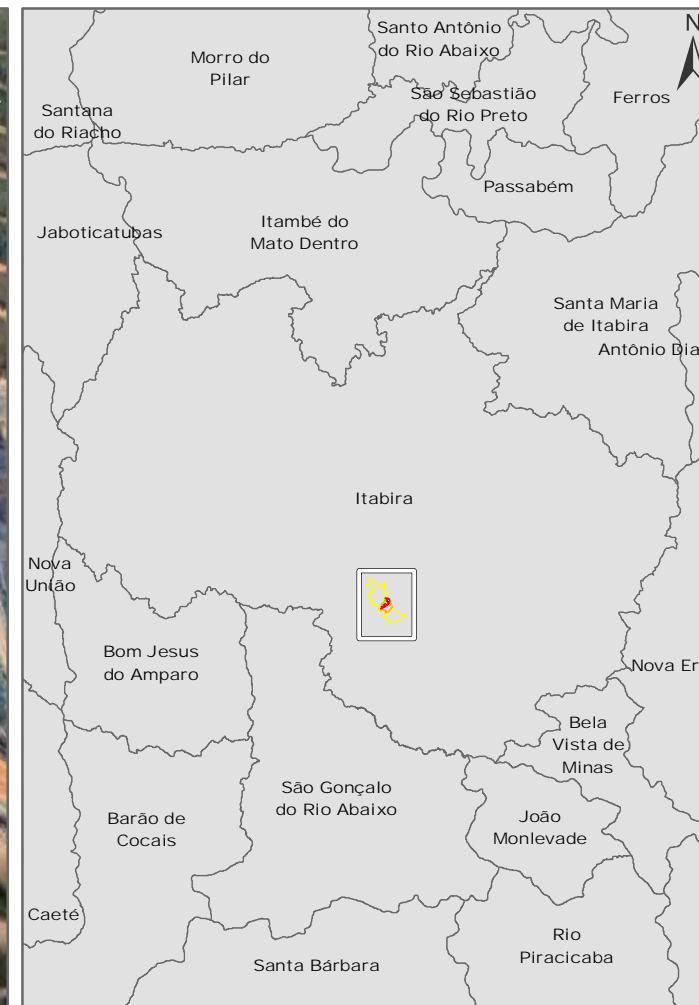 N
Santo Antônio
do Rio Abaixo
Morro do
Pilar
São Sebastião
do Rio Preto
Ferros
Santana
do Riacho
Passabém
Itambé do
Mato Dentro
Jaboticatubas
Santa Maria
de Itabira
Antônio Dia
Itabira
Nova
União
Bom Jesus
do Amparo
Nova Er
Bela
Vista de
Minas
São Gonçalo
do Rio Abaixo
Barão de
Cocais
João
Monlevade
Caeté
Rio
Piracicaba
Santa Bárbara